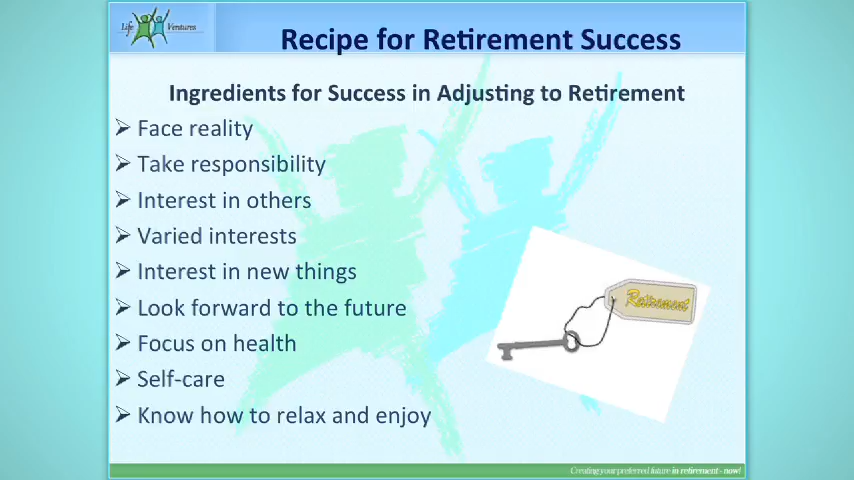 Life Ventures
Recipe for Retirement Success
Ingredients for Success in Adjusting to Retirement
Face reality
Take responsibility
Interest in others
Varied interests
Interest in new things
Look forward to the future
Focus on health
Self-care
Know how to relax and enjoy
Retirement
Creating your preferred future in retirement - now!